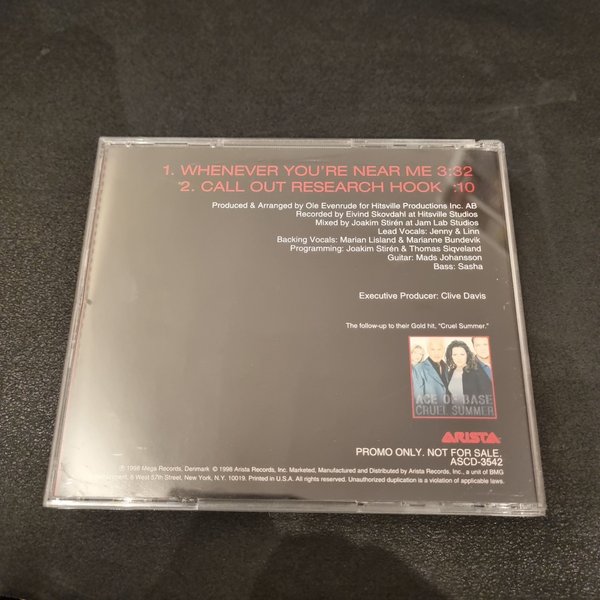 1. WHENEVER YOU'RE NEAR ME 3:32
2. CALL OUT RESEARCH HOOK :10
Produced & Arranged by Ole Evenrude for Hitsville Productions Inc. AB
Recorded by Eivind Skovdahl at Hitsville Studios
Mixed by Joakim Stirén at Jam Lab Studios
Lead Vocals: Jenny & Linn
Backing Vocals: Marian Lisland & Marianne Bundevik
Programming: Joakim Stirén & Thomas Siqveland
Guitar: Mads Johansson
Bass: Sasha
Executive Producer: Clive Davis
The follow-up to their Gold hit, "Cruel Summer."
ACE OF BASE
CRUEL SUMMER
ARISTA
PROMO ONLY. NOT FOR SALE.
ASCD-3542
℗ 1998 Mega Records, Denmark © 1998 Arista Records, Inc. Marketed, Manufactured and Distributed by Arista Records, Inc., a unit of BMG
6 West 57th Street, New York, N.Y. 10019. Printed in U.S.A. All rights reserved. Unauthorized duplication is a violation of applicable laws.